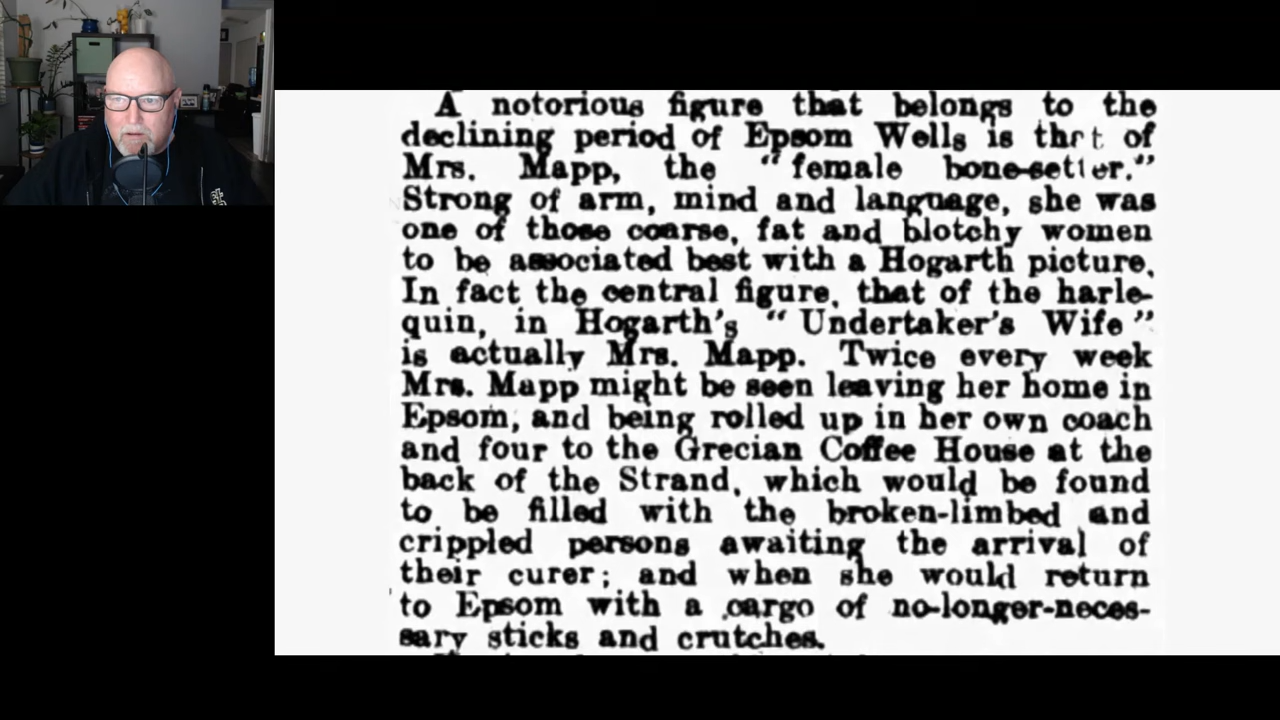 A notorious figure that belongs to the
declining period of Epsom Wells is that of
Mrs. Mapp, the “female bone-setter.”
Strong of arm, mind and language, she was
one of those coarse, fat and blotchy women
to be associated best with a Hogarth picture.
In fact the central figure, that of the harle-
quin, in Hogarth's “Undertaker's Wife”
is actually Mrs. Mapp. Twice every week
Mrs. Mapp might be seen leaving her home in
Epsom, and being rolled up in her own coach
and four to the Grecian Coffee House at the
back of the Strand, which would be found
to be filled with the broken-limbed and
crippled persons awaiting the arrival of
their curer; and when she would return
to Epsom with a cargo of no-longer-neces-
sary sticks and crutches.